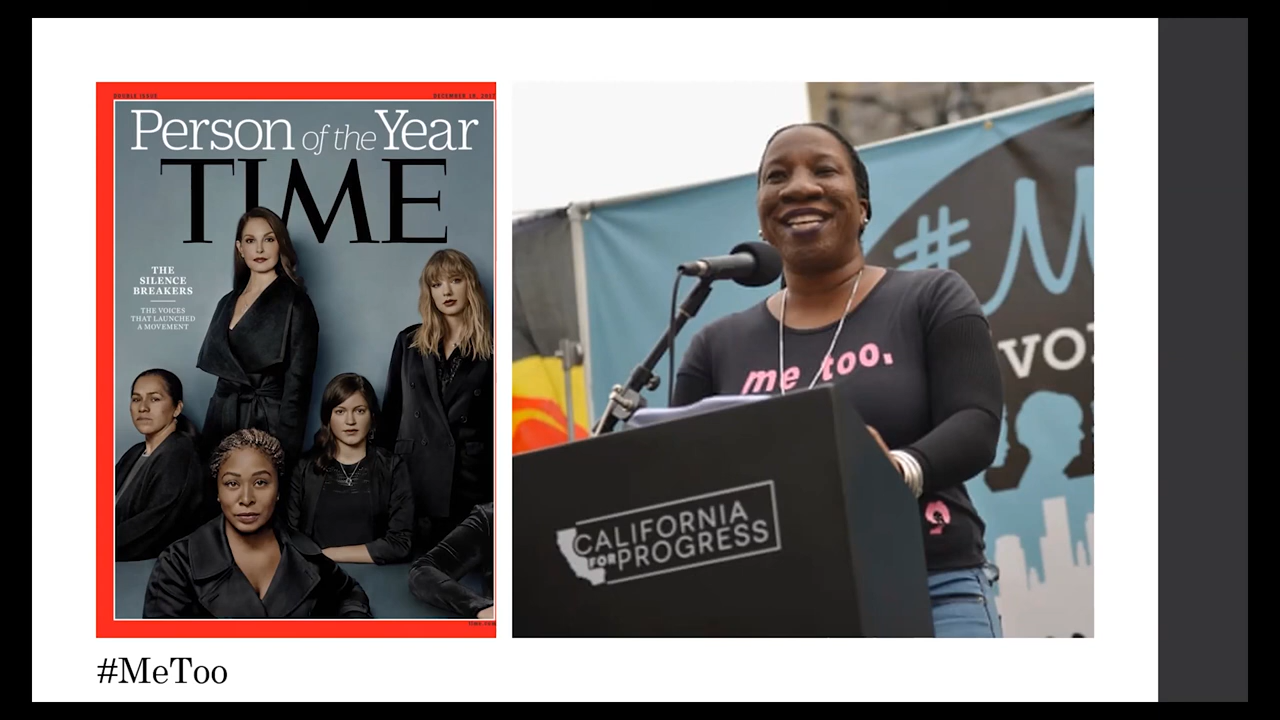 DOUBLE ISSUE
DECEMBER 18, 2017
Person of the Year
TIME
THE
SILENCE
BREAKERS
THE VOICES
THAT LAUNCHED
A MOVEMENT
me too.
CALIFORNIA
FOR PROGRESS
#MeToo